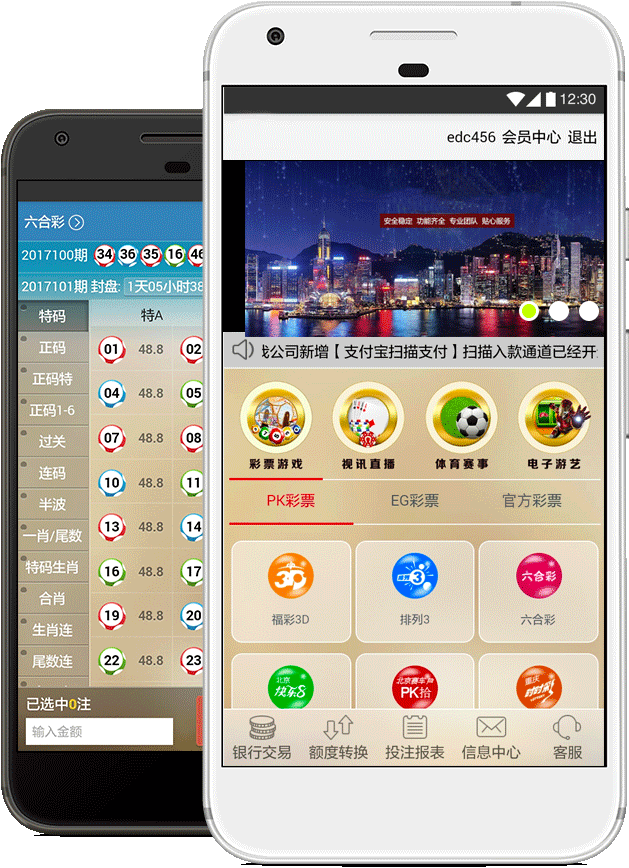 12:30
edc456 会员中心 退出
安全稳定 功能齐全 专业团队 贴心服务
公司新增【支付宝扫描支付】扫描入款通道已经开
彩票游戏 视讯直播 体育赛事 电子游艺
PK彩票 EG彩票 官方彩票
3D 排列3 六合彩
福彩3D 排列3 六合彩
北京快车8 北京赛车PK拾 重庆时时彩
银行交易 额度转换 投注报表 信息中心 客服
六合彩
2017100期 34 36 35 16 46
2017101期 封盘: 1天05小时38
特码 特A
正码 01 48.8 02
正码特 04 48.8 05
正码1-6
过关 07 48.8 08
连码 10 48.8 11
半波
一肖/尾数 13 48.8 14
特码生肖 16 48.8 17
合肖
生肖连 19 48.8 20
尾数连 22 48.8 23
已选中0注
输入金额